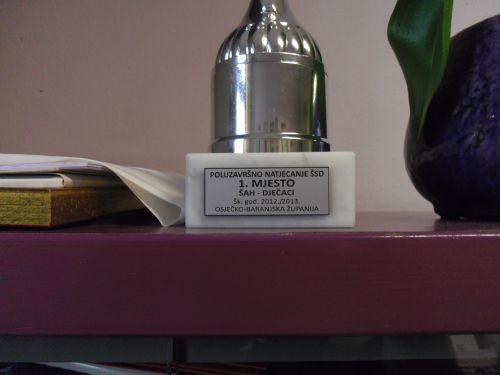 POLUZAVRŠNO NATJECANJE ŠSD
1. MJESTO
ŠAH - DJEČACI
Šk. god. 2012./2013.
OSJEČKO-BARANJSKA ŽUPANIJA